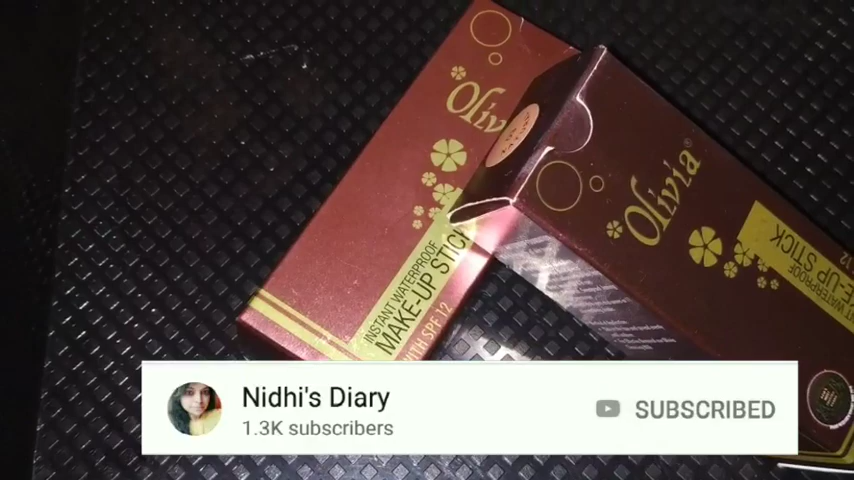 Olivia
INSTANT WATERPROOF
MAKE-UP STICK
WITH SPF 12
Olivia®
WATERPROOF
UP STICK
12
Nidhi's Diary
1.3K subscribers
SUBSCRIBED